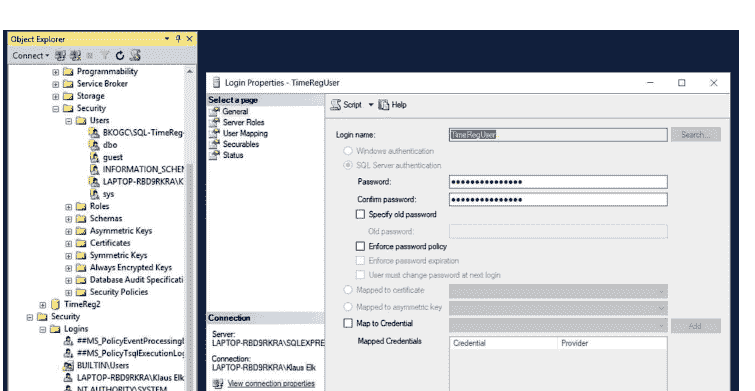 Object Explorer
Connect
Programmability
Service Broker
Storage
Security
Users
BKOGC\SQL-TimeReg
dbo
guest
INFORMATION_SCHEM
LAPTOP-RBD9RKRA\K
sys
Roles
Schemas
Asymmetric Keys
Certificates
Symmetric Keys
Always Encrypted Keys
Database Audit Specificati
Security Policies
TimeReg2
Security
Logins
##MS_PolicyEventProcessingl
##MS_PolicyTsqlExecutionLog
BUILTIN\Users
LAPTOP-RBD9RKRA\Klaus Elk
NT AUTHORITY\SYSTEM
Login Properties - TimeRegUser
Select a page
General
Server Roles
User Mapping
Securables
Status
Connection
Server:
LAPTOP-RBD9RKRA\SQLEXPRE
Connection:
LAPTOP-RBD9RKRA\Klaus Elk
View connection properties
Script Help
Login name: TimeRegUser Search...
Windows authentication
SQL Server authentication
Password: •••••••••••••••
Confirm password: •••••••••••••••
Specify old password
Old password:
Enforce password policy
Enforce password expiration
User must change password at next login
Mapped to certificate
Mapped to asymmetric key
Map to Credential Add
Mapped Credentials Credential Provider